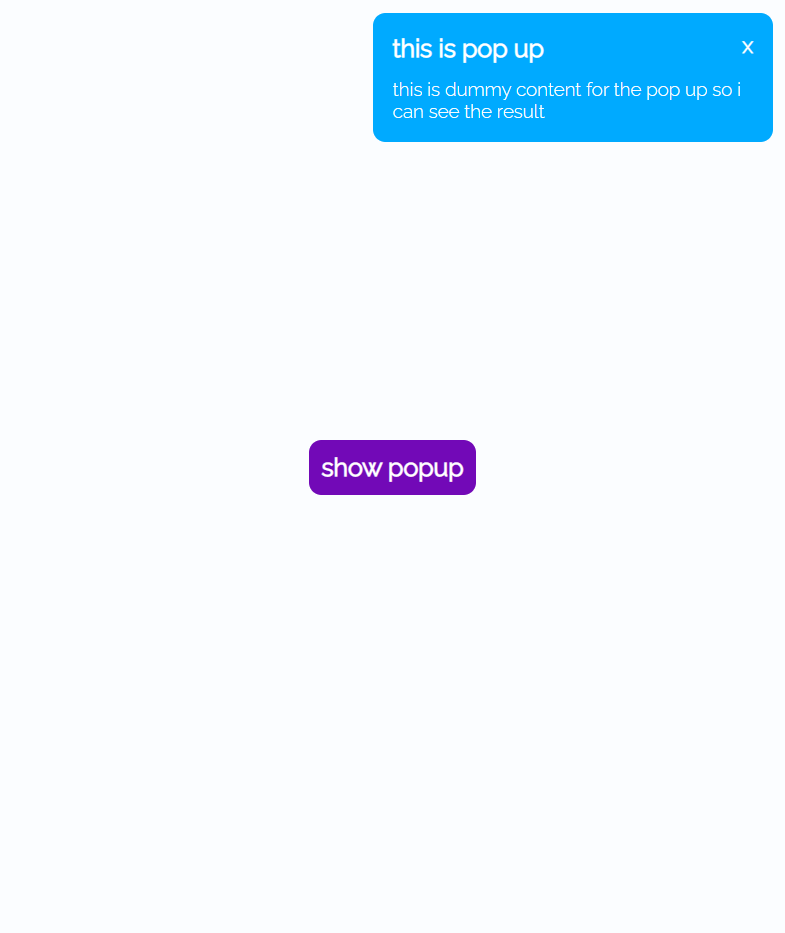 this is pop up
x
this is dummy content for the pop up so i
can see the result
show popup